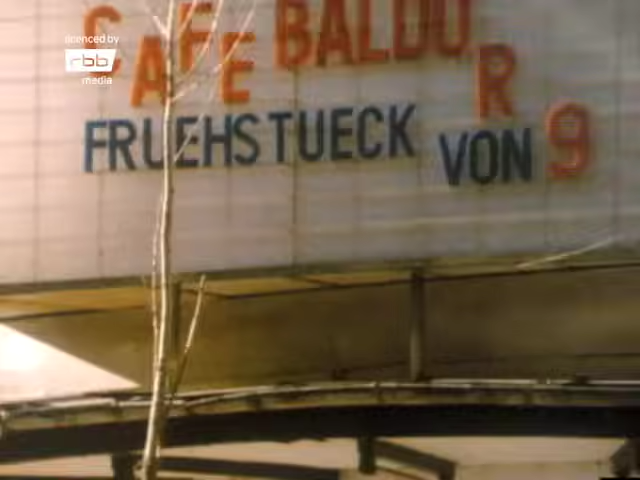 licenced by
rbb
media
CAFE BALDUR
FRUEHSTUECK VON 9